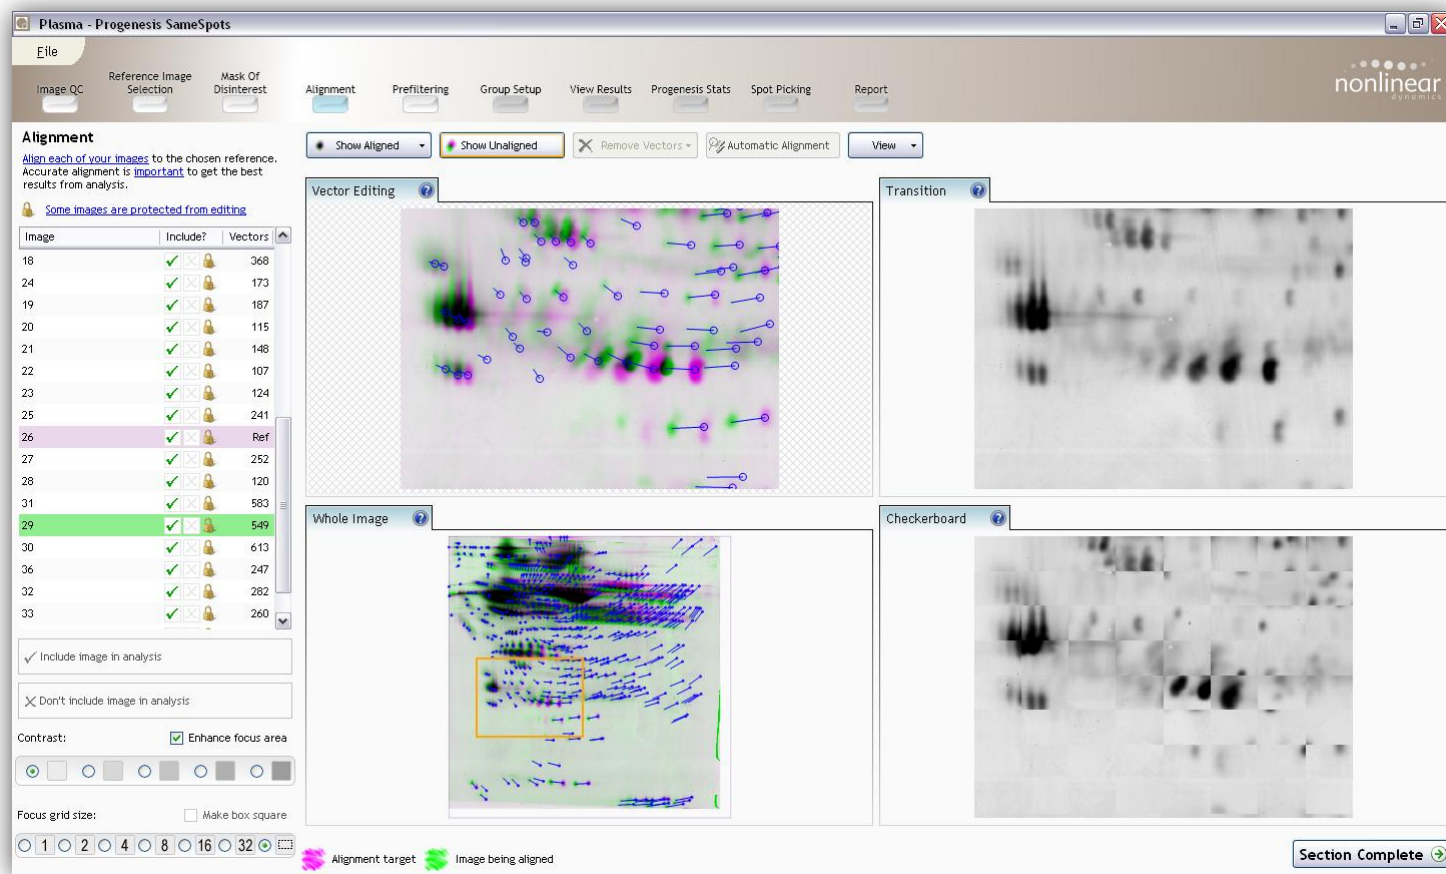 Plasma - Progenesis SameSpots
File
Image QC
Reference Image Selection
Mask Of Disinterest
Alignment
Prefiltering
Group Setup
View Results
Progenesis Stats
Spot Picking
Report
nonlinear
dynamics
Alignment
Align each of your images to the chosen reference.
Accurate alignment is important to get the best
results from analysis.
Some images are protected from editing
Image Include? Vectors
18 368
24 173
19 187
20 115
21 148
22 107
23 124
25 241
26 Ref
27 252
28 120
31 583
29 549
30 613
36 247
32 282
33 260
Include image in analysis
Don't include image in analysis
Contrast:
Enhance focus area
Focus grid size:
Make box square
1 2 4 8 16 32
Show Aligned
Show Unaligned
Remove Vectors
Automatic Alignment
View
Vector Editing ?
Transition ?
Whole Image ?
Checkerboard ?
Alignment target
Image being aligned
Section Complete